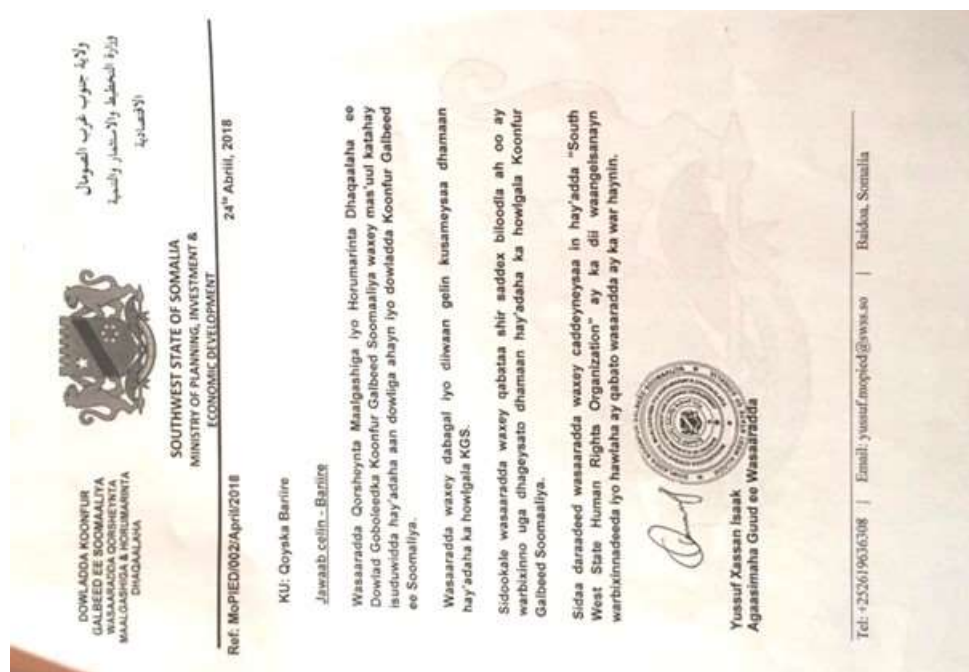 DOWLADDA KOONFUR
GALBEED EE SOOMAALIYA
WASAARADDA QORSHEYNTA
MAALGASHIGA & HORUMARINTA
DHAQAALAHA
ولاية جنوب غرب الصومال
وزارة التخطيط والاستثمار والتنمية
الاقتصادية
SOUTHWEST STATE OF SOMALIA
MINISTRY OF PLANNING, INVESTMENT &
ECONOMIC DEVELOPMENT
Ref: MoPIED/002/April/2018
24th Abriil, 2018
KU: Qoyska Bariire
Jawaab celin - Bariire
Wasaaradda Qorsheynta Maalgashiga iyo Horumarinta Dhaqaalaha ee
Dowlad Goboleedka Koonfur Galbeed Soomaaliya waxey mas'uul katahay
isuduwidda hay'adaha aan dowliga ahayn iyo dowladda Koonfur Galbeed
ee Soomaliya.
Wasaaradda waxey dabagal iyo diiwaan gelin kusameysaa dhamaan
hay'adaha ka howlgala KGS.
Sidookale wasaaradda waxey qabataa shir saddex biloodla ah oo ay
warbixinno uga dhageysato dhamaan hay'adaha ka howlgala Koonfur
Galbeed Soomaaliya.
Sidaa daraadeed wasaaradda waxey caddeyneysaa in hay'adda "South
West State Human Rights Organization" ay ka dii waangelsanayn
warbixinnadeeda iyo hawlaha ay qabato wasaradda ay ka war haynin.
Yussuf Xassan Isaak
Agaasimaha Guud ee Wasaaradda
Tel: +252619636308 | Email: yussuf.mopied@swss.so | Baidoa, Somalia